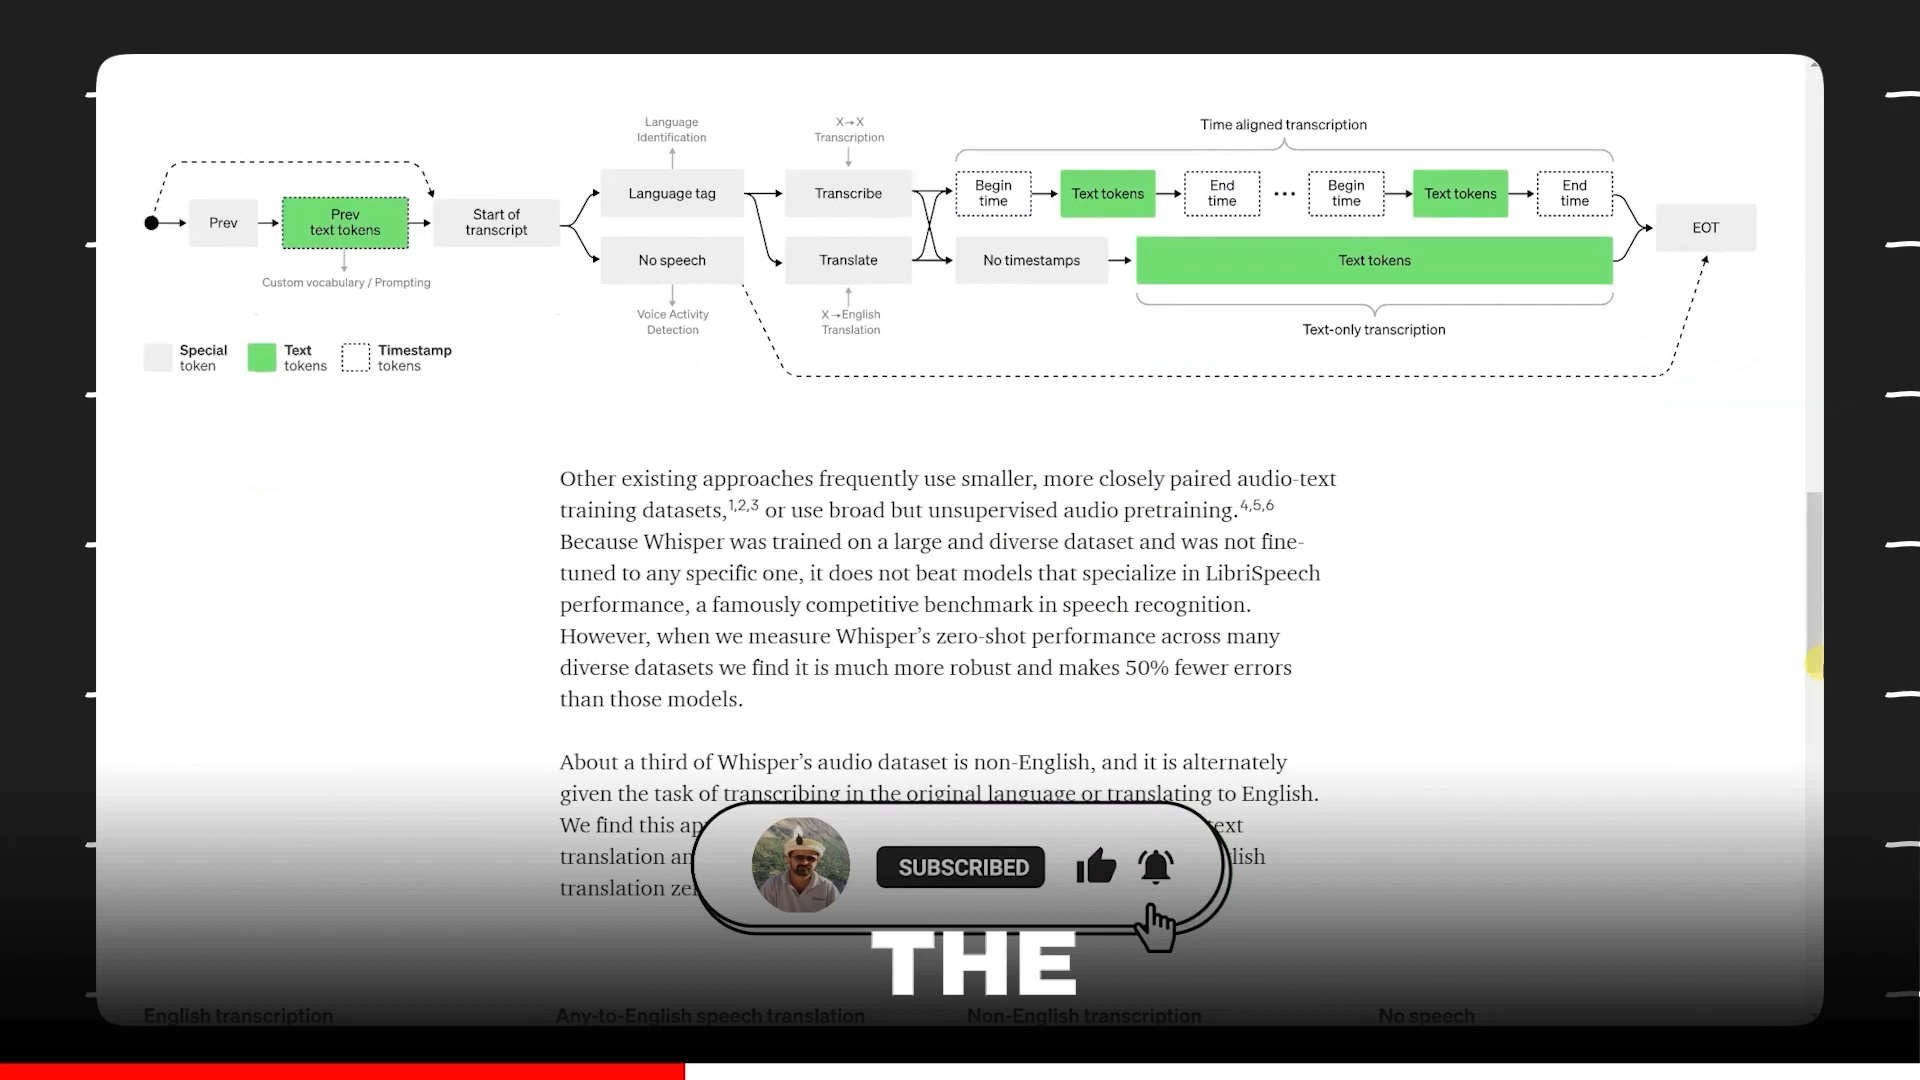 Language
Identification
X→X
Transcription
Time aligned transcription
Prev
Prev
text tokens
Start of
transcript
Language tag
Transcribe
Begin
time
Text tokens
End
time
...
Begin
time
Text tokens
End
time
EOT
No speech
Translate
No timestamps
Text tokens
Custom vocabulary / Prompting
Voice Activity
Detection
X→English
Translation
Text-only transcription
Special
token
Text
tokens
Timestamp
tokens
Other existing approaches frequently use smaller, more closely paired audio-text
training datasets,1,2,3 or use broad but unsupervised audio pretraining.4,5,6
Because Whisper was trained on a large and diverse dataset and was not fine-
tuned to any specific one, it does not beat models that specialize in LibriSpeech
performance, a famously competitive benchmark in speech recognition.
However, when we measure Whisper’s zero-shot performance across many
diverse datasets we find it is much more robust and makes 50% fewer errors
than those models.
About a third of Whisper’s audio dataset is non-English, and it is alternately
given the task of transcribing in the original language or translating to English.
We find this
translation
translation
SUBSCRIBED
THE
English transcription
Any-to-English speech translation
Non-English transcription
No speech